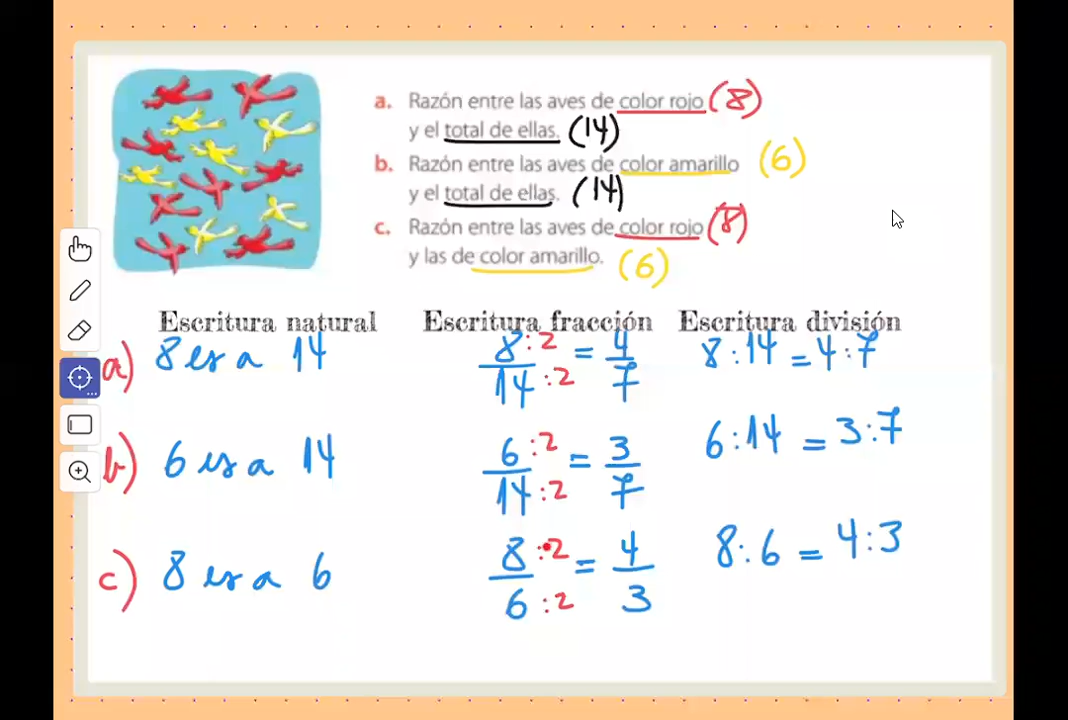 a. Razón entre las aves de color rojo (8)
y el total de ellas. (14)
b. Razón entre las aves de color amarillo (6)
y el total de ellas. (14)
c. Razón entre las aves de color rojo (8)
y las de color amarillo. (6)
Escritura natural Escritura fracción Escritura división
a) 8 es a 14 8:2/14:2 = 4/7 8:14 = 4:7
b) 6 es a 14 6:2/14:2 = 3/7 6:14 = 3:7
c) 8 es a 6 8:2/6:2 = 4/3 8:6 = 4:3